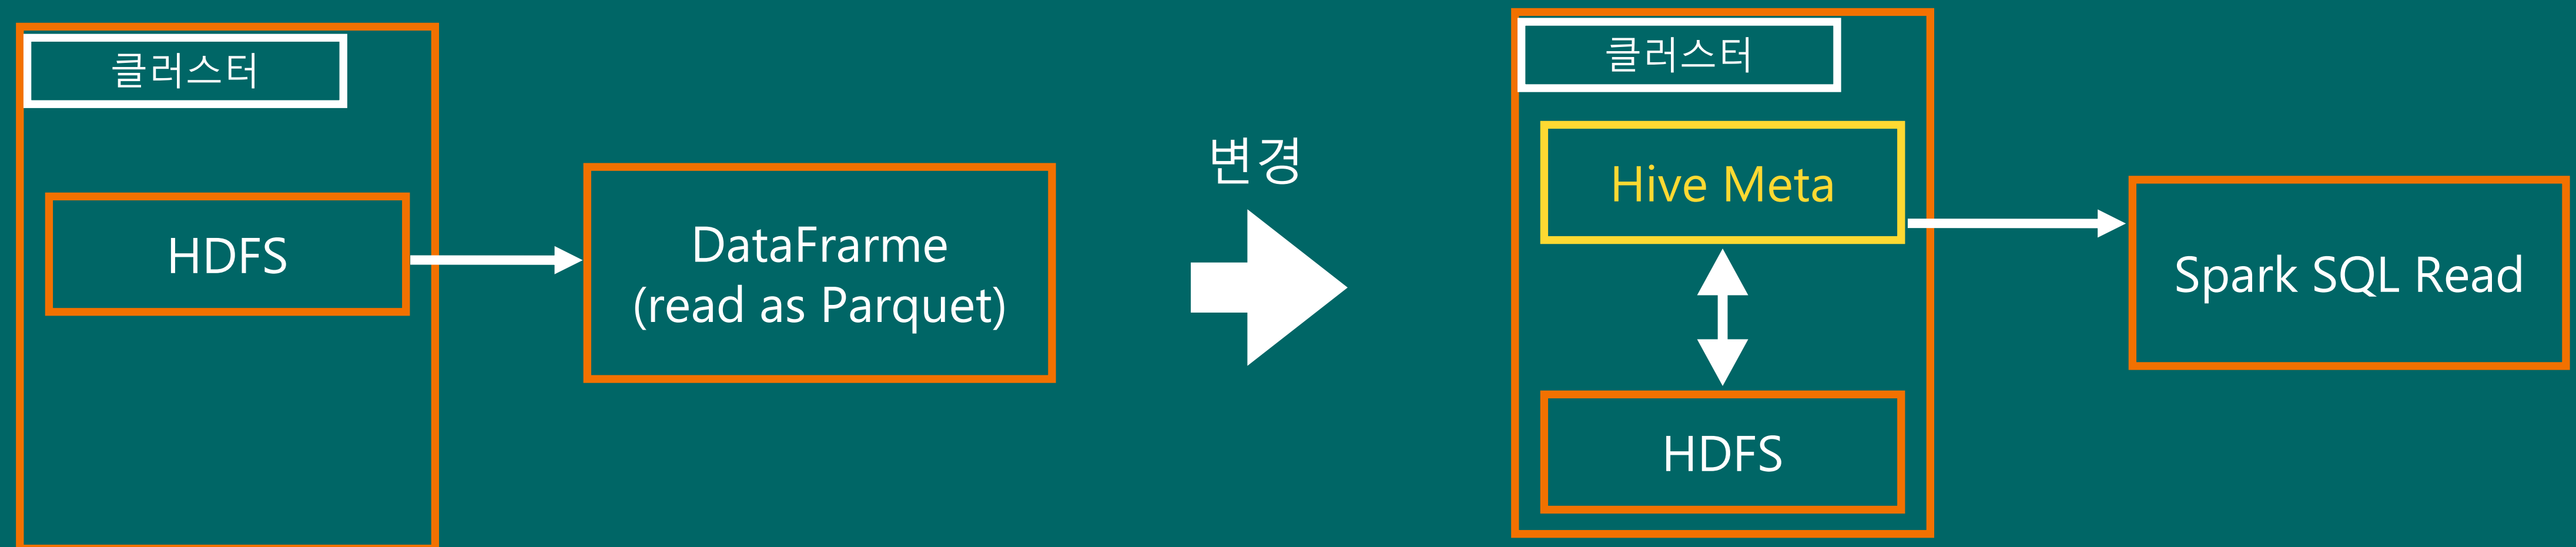 클러스터
HDFS
DataFrarme
(read as Parquet)
변경
클러스터
Hive Meta
HDFS
Spark SQL Read